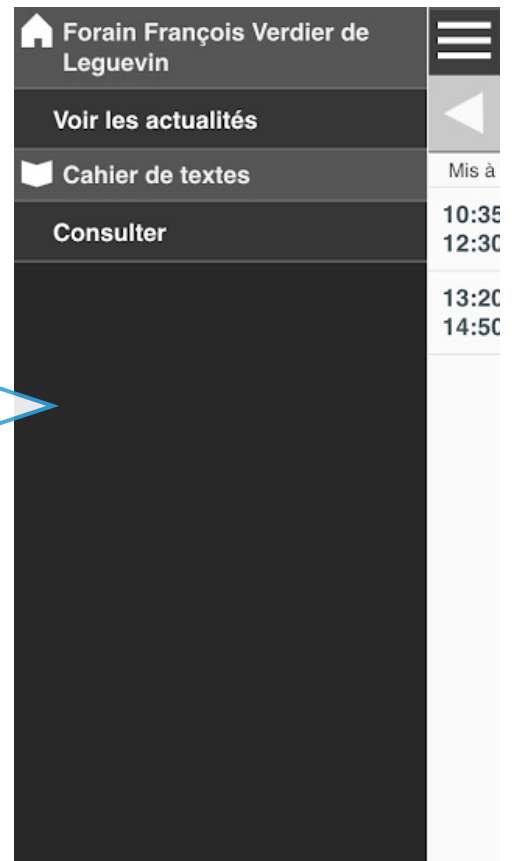 Forain François Verdier de
Leguevin
Voir les actualités
Cahier de textes
Consulter
Mis à
10:35
12:30
13:20
14:50